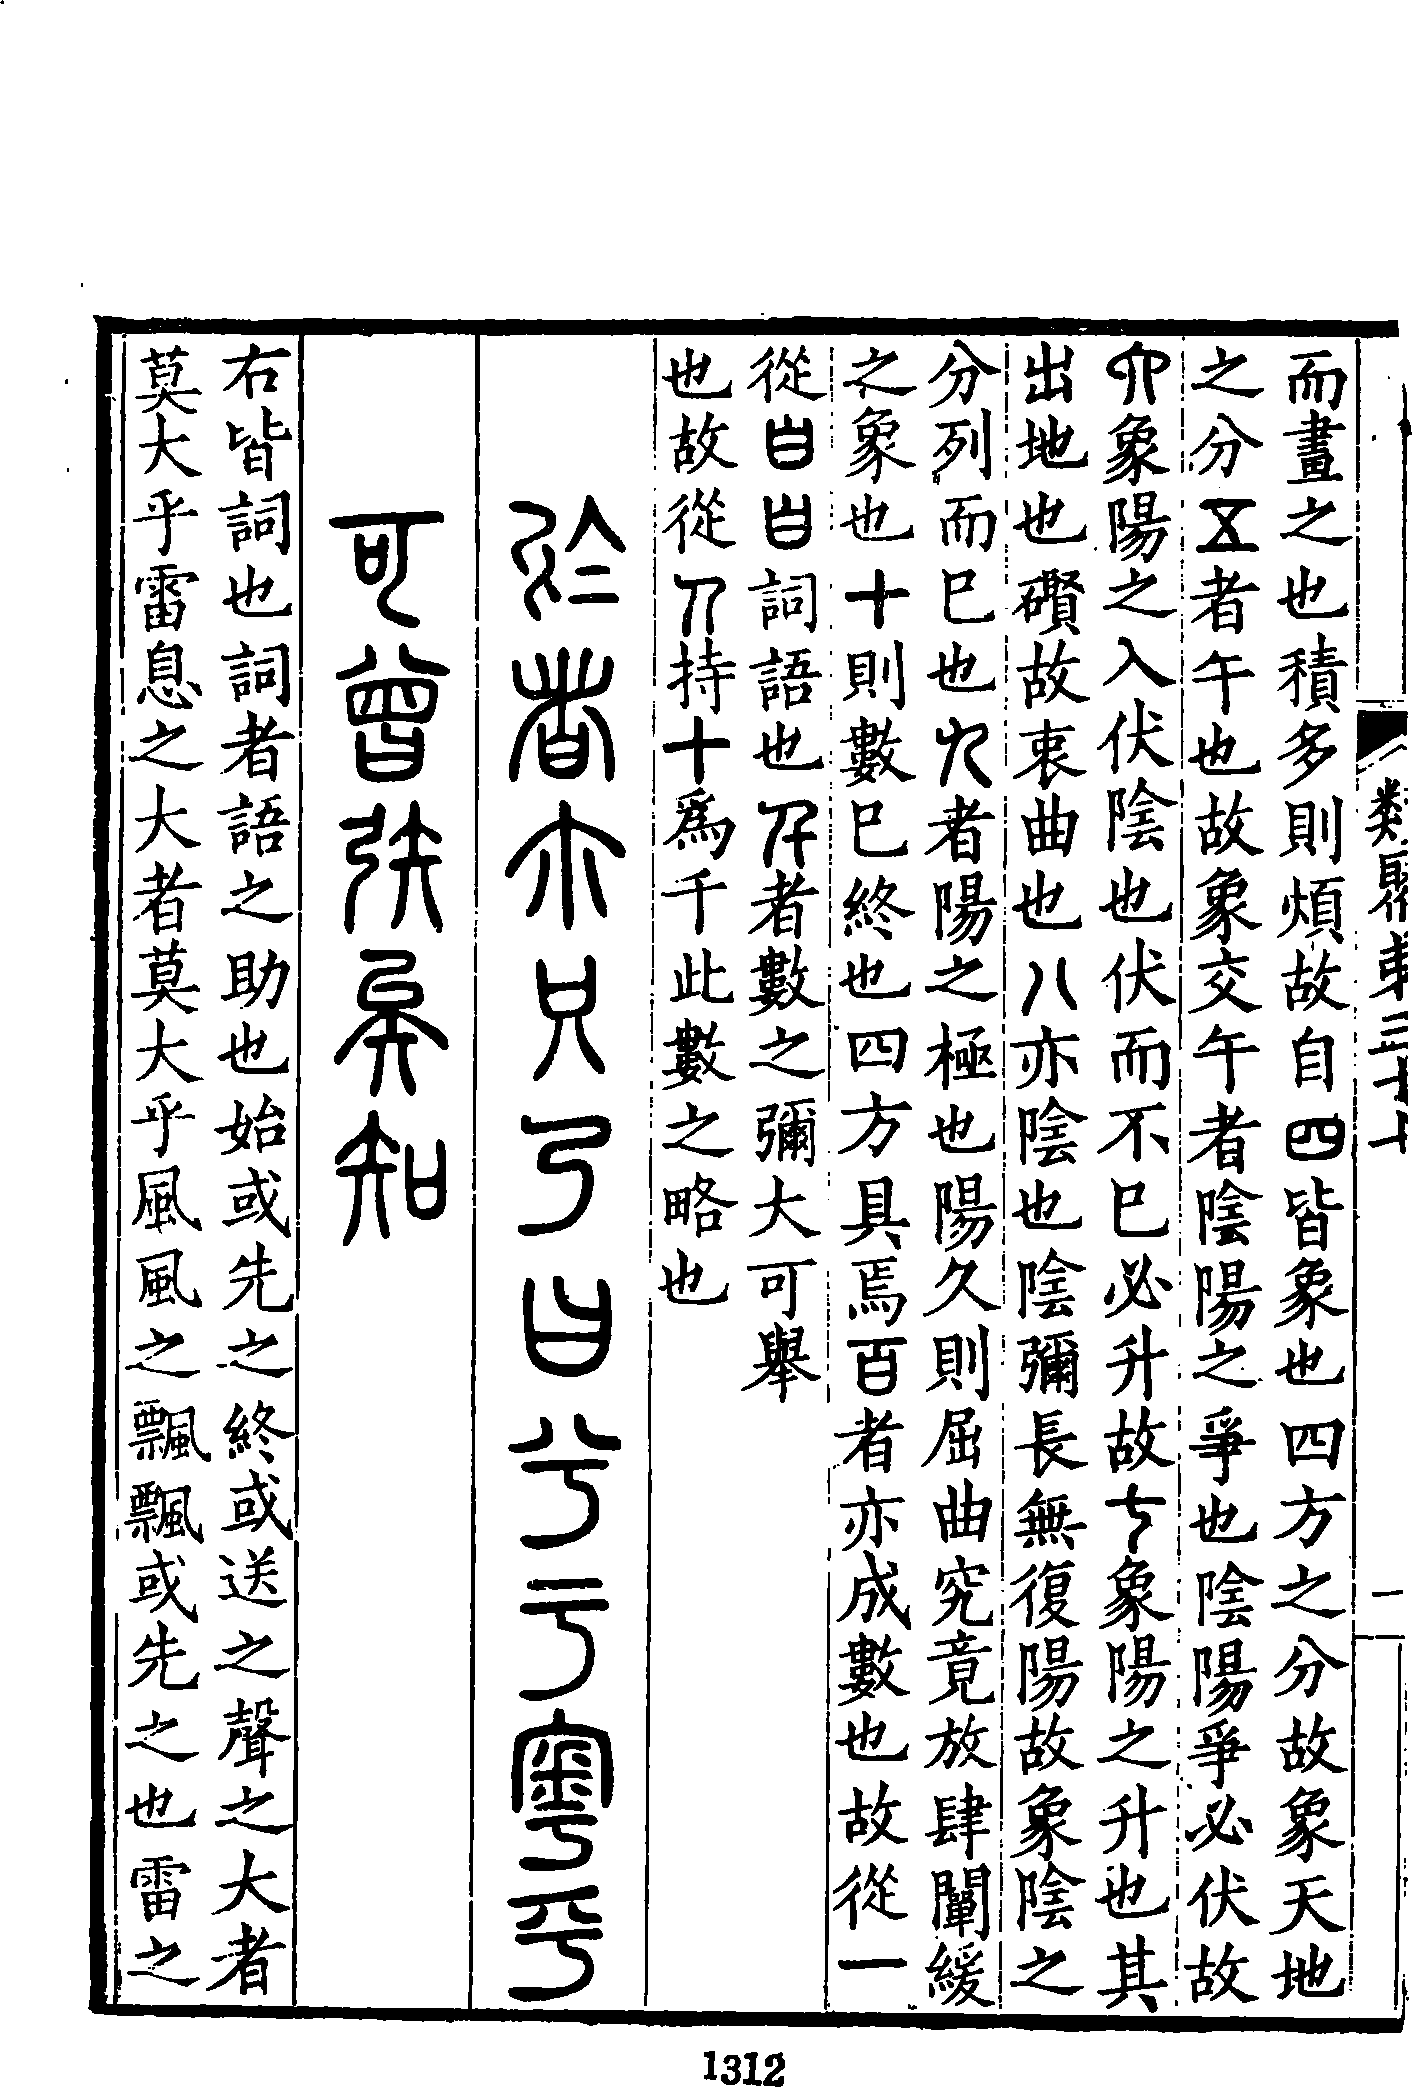 類聚第三十七
一
而畫之也積多則煩故自四皆象也四方之分故象天地
之分五者午也故象交午者陰陽之爭也陰陽爭必伏故
六象陽之入伏陰也伏而不已必升故七象陽之升也其
出地也礥故衷曲也八亦陰也陰彌長無復陽故象陰之
分列而已也九者陽之極也陽久則屈曲究竟放肆闡緩
之象也十則數已終也四方具焉百者亦成數也故從一
從白白詞語也千者數之彌大可舉
也故從人持十為千此數之略也
於者亦只乃曰兮于粵平
可曾矤矣知
右皆詞也詞者語之助也始或先之終或送之聲之大者
莫大乎雷息之大者莫大乎風風之飄飄或先之也雷之
1312